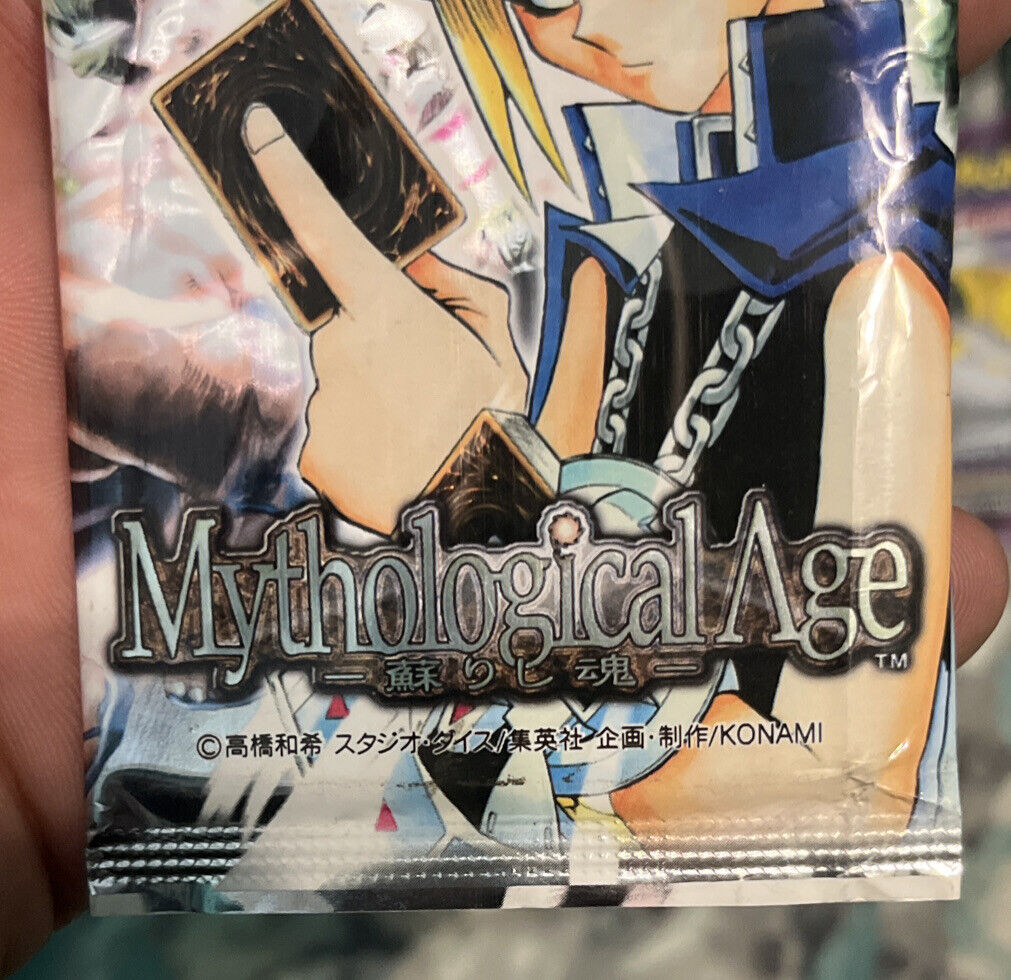 Mythological Age
TM
— 蘇りし魂 —
©高橋和希 スタジオ・ダイス/集英社 企画・制作/KONAMI